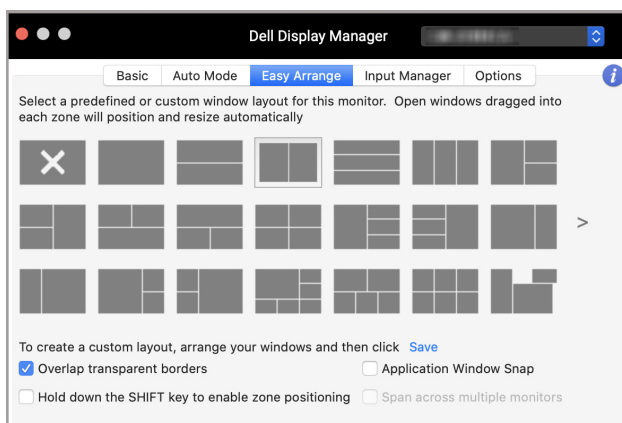 Dell Display Manager
Basic Auto Mode Easy Arrange Input Manager Options
Select a predefined or custom window layout for this monitor. Open windows dragged into
each zone will position and resize automatically
>
To create a custom layout, arrange your windows and then click Save
Overlap transparent borders Application Window Snap
Hold down the SHIFT key to enable zone positioning Span across multiple monitors